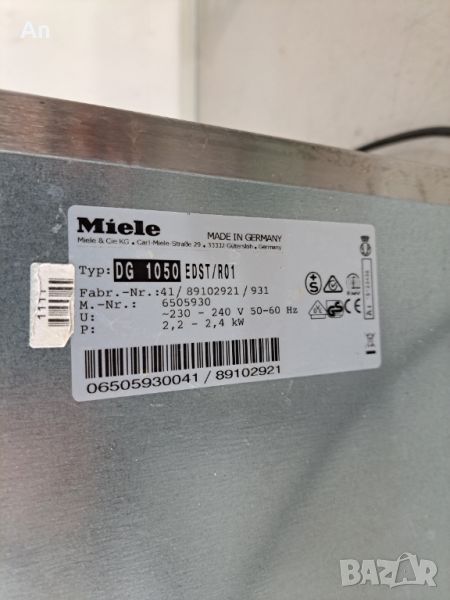 An
Miele
MADE IN GERMANY
Miele & Cie KG . Carl-Miele-Straße 29 . 33332 Gütersloh . Germany
Typ: DG 1050 EDST/R01
Fabr.-Nr.:41/ 89102921/931
M.-Nr.: 6505930
U: ~230 - 240 V 50-60 Hz
P: 2,2 - 2,4 kW
06505930041 / 89102921
BAZAR.bg